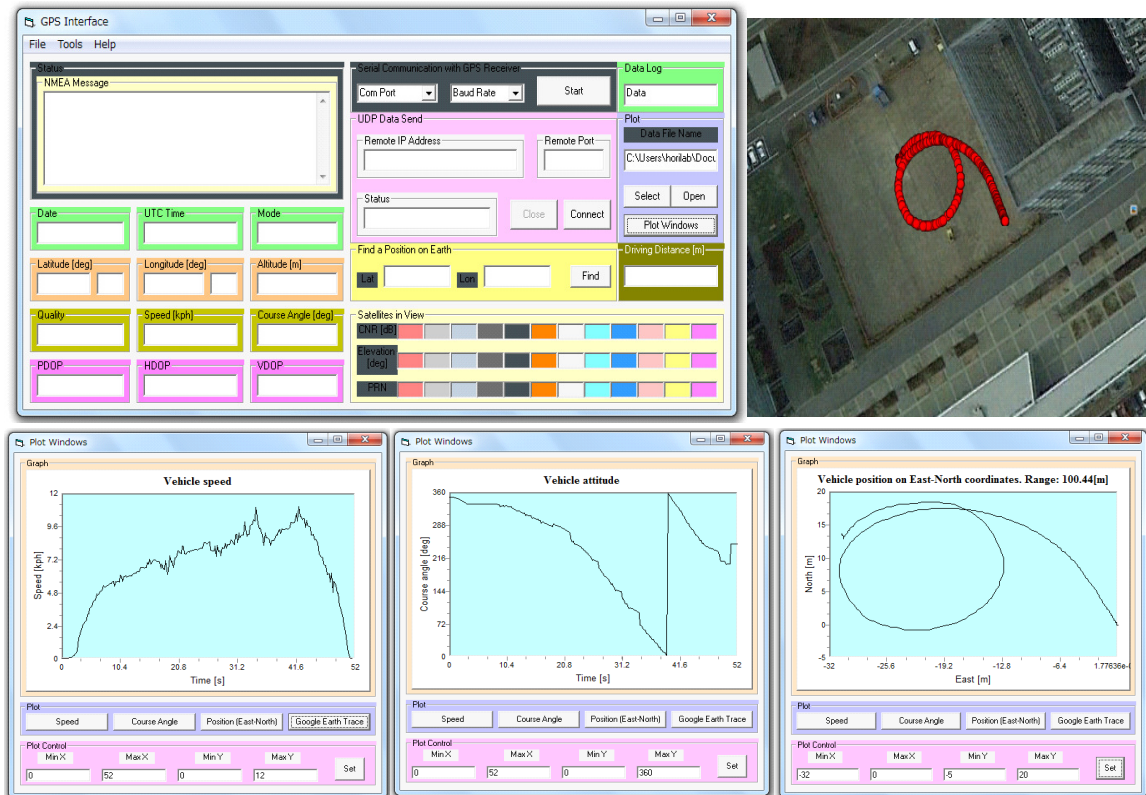 GPS Interface
File Tools Help
Status
NMEA Message
Serial Communication with GPS Receiver
Com Port
Baud Rate
Start
Data Log
Data
UDP Data Send
Remote IP Address
Remote Port
Status
Close
Connect
Plot
Data File Name
C:\Users\horilab\Docu
Select
Open
Plot Windows
Date
UTC Time
Mode
Find a Position on Earth
Lat
Lon
Find
Driving Distance [m]
Latitude [deg]
Longitude [deg]
Altitude [m]
Quality
Speed [kph]
Course Angle [deg]
Satellites in View
CNR [dB]
Elevation
[deg]
PRN
PDOP
HDOP
VDOP
Plot Windows
Graph
Vehicle speed
12
9.6
7.2
4.8
2.4
0
Speed [kph]
0 10.4 20.8 31.2 41.6 52
Time [s]
Plot
Speed
Course Angle
Position (East-North)
Google Earth Trace
Plot Control
Min X
Max X
Min Y
Max Y
0
52
0
12
Set
Plot Windows
Graph
Vehicle attitude
360
288
216
144
72
0
Course angle [deg]
0 10.4 20.8 31.2 41.6 52
Time [s]
Plot
Speed
Course Angle
Position (East-North)
Google Earth Trace
Plot Control
Min X
Max X
Min Y
Max Y
0
52
0
360
Set
Plot Windows
Graph
Vehicle position on East-North coordinates. Range: 100.44[m]
20
15
10
5
0
-5
North [m]
-32 -25.6 -19.2 -12.8 -6.4 1.77636e-
East [m]
Plot
Speed
Course Angle
Position (East-North)
Google Earth Trace
Plot Control
Min X
Max X
Min Y
Max Y
-32
0
-5
20
Set